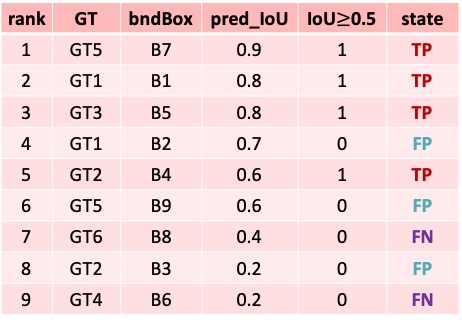 rank GT bndBox pred_IoU IoU≥0.5 state
1 GT5 B7 0.9 1 TP
2 GT1 B1 0.8 1 TP
3 GT3 B5 0.8 1 TP
4 GT1 B2 0.7 0 FP
5 GT2 B4 0.6 1 TP
6 GT5 B9 0.6 0 FP
7 GT6 B8 0.4 0 FN
8 GT2 B3 0.2 0 FP
9 GT4 B6 0.2 0 FN